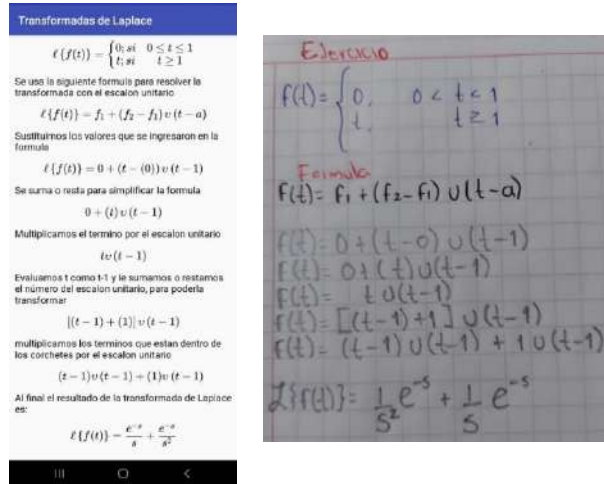 Transformadas de Laplace
ℓ{f(t)} = {0; si 0 ≤ t ≤ 1
t; si t ≥ 1
Se usa la siguiente formula para resolver la
transformada con el escalon unitario
ℓ{f(t)} = f₁ + (f₂ − f₁) υ (t − a)
Sustituimos los valores que se ingresaron en la
formula
ℓ{f(t)} = 0 + (t − (0)) υ (t − 1)
Se suma o resta para simplificar la formula
0 + (t) υ (t − 1)
Multiplicamos el termino por el escalon unitario
tυ (t − 1)
Evaluamos t como t-1 y le sumamos o restamos
el número del escalon unitario, para poderla
transformar
[(t − 1) + (1)] υ (t − 1)
multiplicamos los terminos que estan dentro de
los corchetes por el escalon unitario
(t − 1)υ (t − 1) + (1)υ (t − 1)
Al final el resultado de la transformada de Laplace
es:
ℓ{f(t)} = e⁻ˢ/s + e⁻ˢ/s²
Ejercicio
f(t)= {0, 0 < t < 1
t, t ≥ 1
Formula
f(t)= f₁ + (f₂ − f₁) U(t−a)
f(t)= 0 + (t−0) U(t−1)
f(t)= 0 + (t) U(t−1)
f(t)= t U(t−1)
f(t)= [(t−1)+1] U(t−1)
f(t)= (t−1) U(t−1) + 1 U(t−1)
ℒ{f(t)}= 1/s² e⁻ˢ + 1/s e⁻ˢ